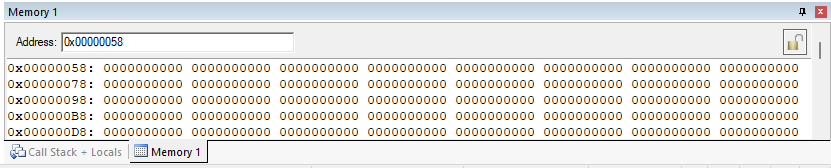 Memory 1
Address: 0x00000058
0x00000058: 0000000000 0000000000 0000000000 0000000000 0000000000 0000000000 0000000000 0000000000
0x00000078: 0000000000 0000000000 0000000000 0000000000 0000000000 0000000000 0000000000 0000000000
0x00000098: 0000000000 0000000000 0000000000 0000000000 0000000000 0000000000 0000000000 0000000000
0x000000B8: 0000000000 0000000000 0000000000 0000000000 0000000000 0000000000 0000000000 0000000000
0x000000D8: 0000000000 0000000000 0000000000 0000000000 0000000000 0000000000 0000000000 0000000000
Call Stack + Locals Memory 1